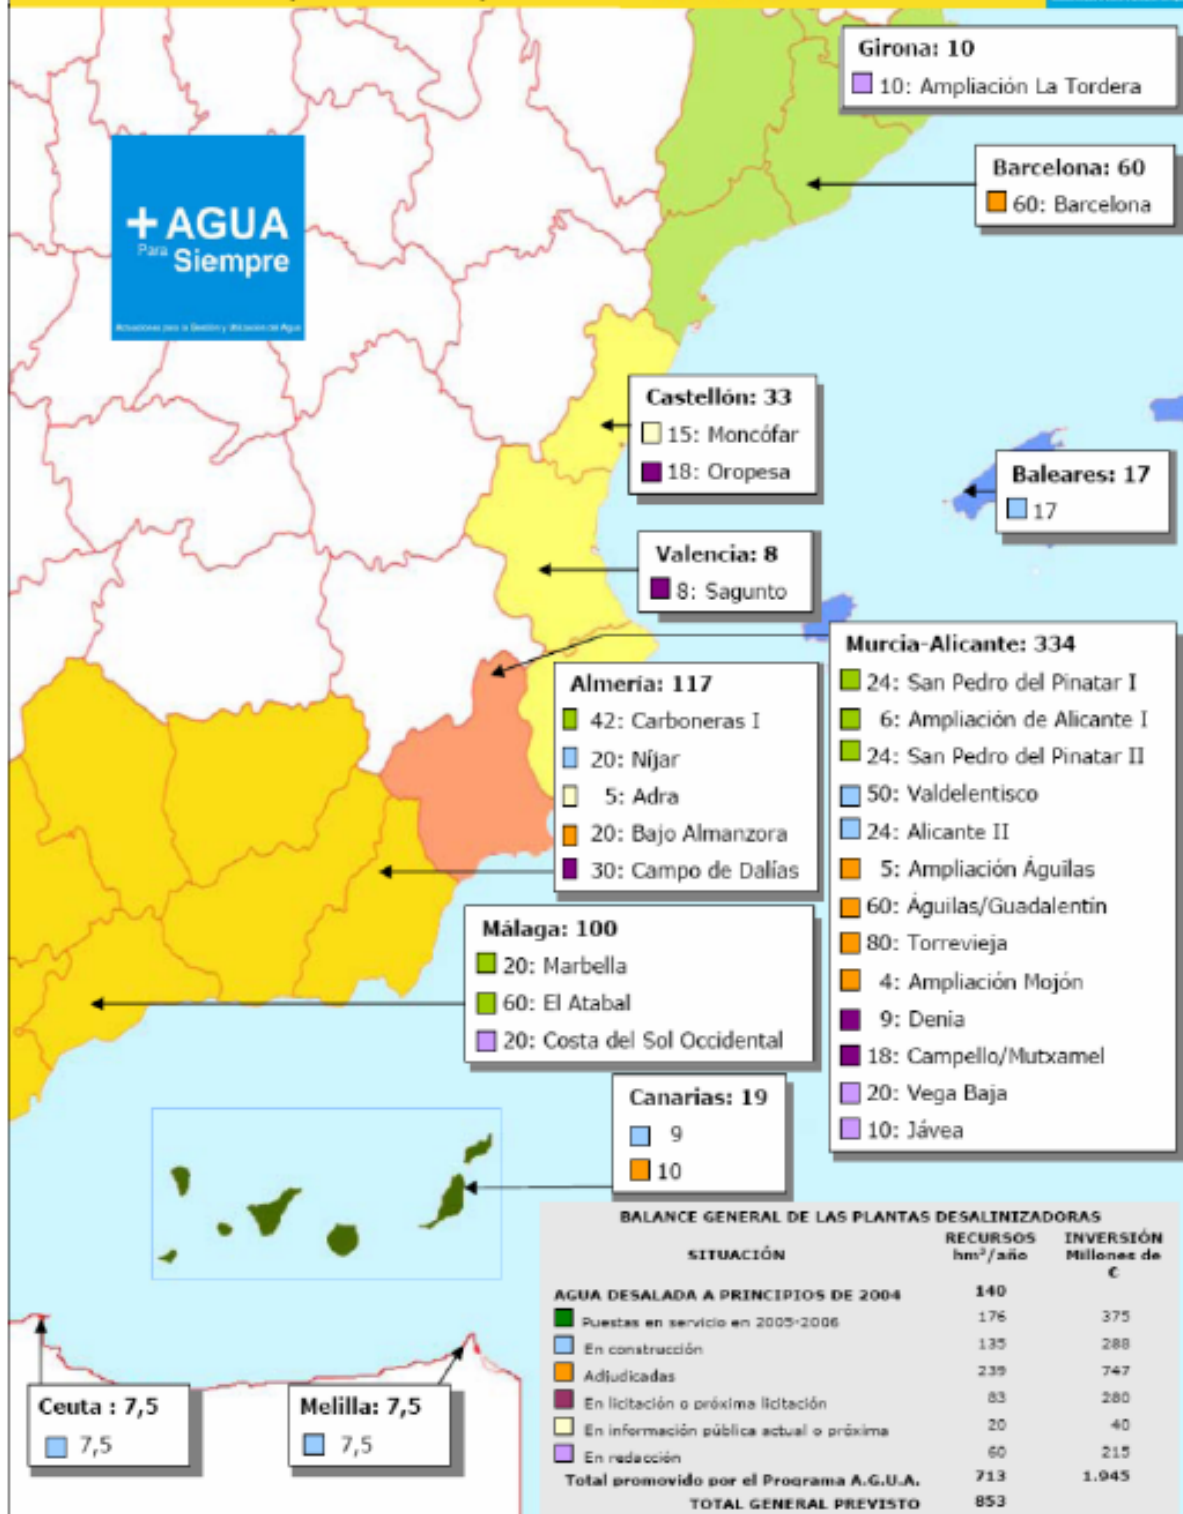 Girona: 10
10: Ampliación La Tordera
Barcelona: 60
60: Barcelona
+ AGUA
Para Siempre
Actuaciones para la Gestión y Utilización del Agua
Castellón: 33
15: Moncófar
18: Oropesa
Baleares: 17
17
Valencia: 8
8: Sagunto
Murcia-Alicante: 334
24: San Pedro del Pinatar I
6: Ampliación de Alicante I
24: San Pedro del Pinatar II
50: Valdelentisco
24: Alicante II
5: Ampliación Águilas
60: Águilas/Guadalentín
80: Torrevieja
4: Ampliación Mojón
9: Denia
18: Campello/Mutxamel
20: Vega Baja
10: Jávea
Almería: 117
42: Carboneras I
20: Níjar
5: Adra
20: Bajo Almanzora
30: Campo de Dalías
Málaga: 100
20: Marbella
60: El Atabal
20: Costa del Sol Occidental
Canarias: 19
9
10
Ceuta : 7,5
7,5
Melilla: 7,5
7,5
BALANCE GENERAL DE LAS PLANTAS DESALINIZADORAS
SITUACIÓN RECURSOS hm³/año INVERSIÓN Millones de €
AGUA DESALADA A PRINCIPIOS DE 2004 140
Puestas en servicio en 2005-2006 176 375
En construcción 135 288
Adjudicadas 239 747
En licitación o próxima licitación 83 280
En información pública actual o próxima 20 40
En redacción 60 215
Total promovido por el Programa A.G.U.A. 713 1.945
TOTAL GENERAL PREVISTO 853